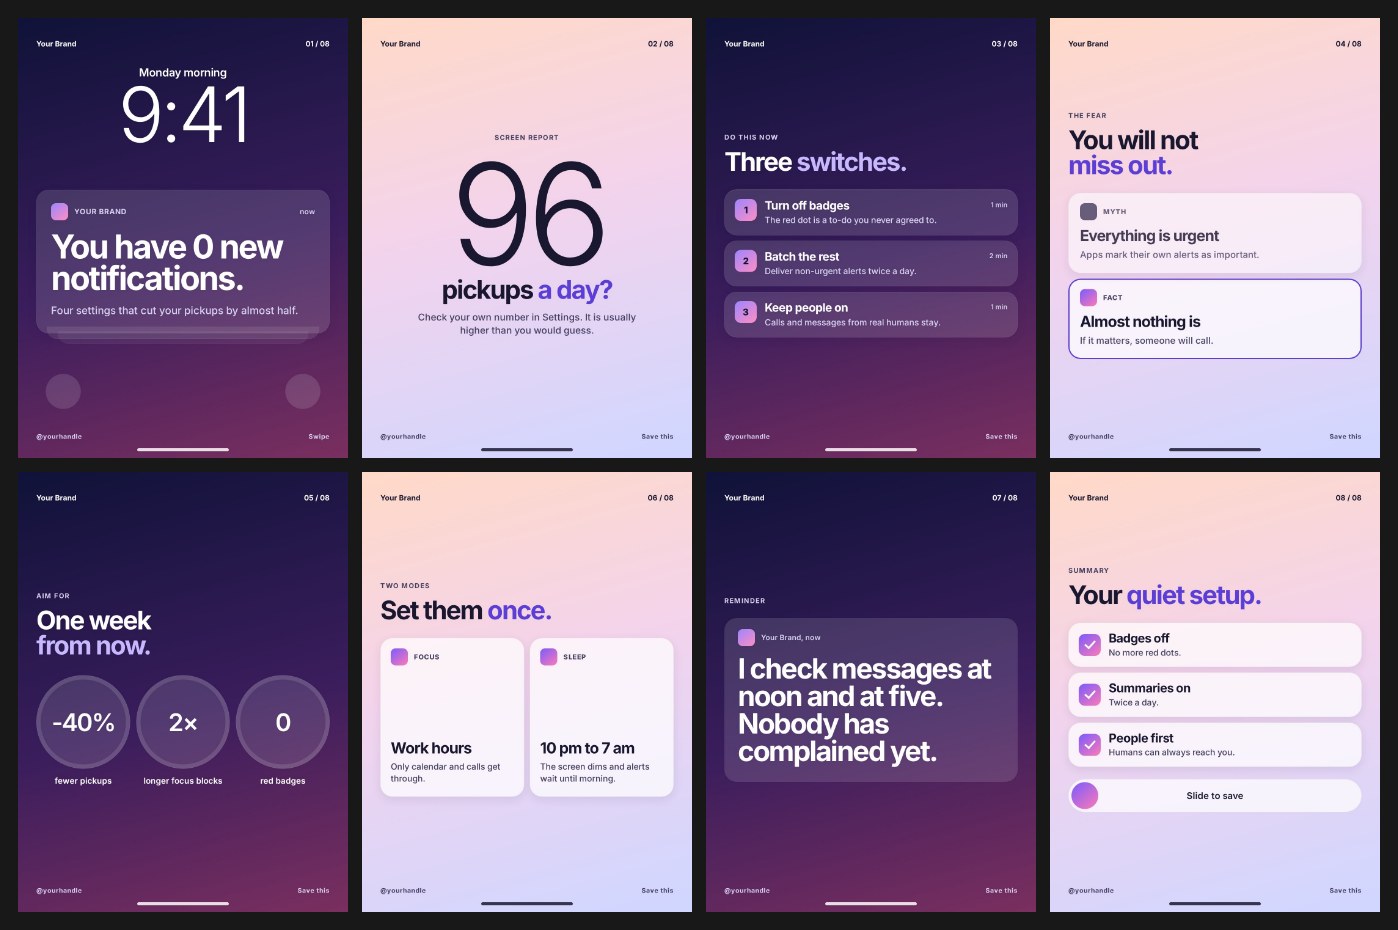 Your Brand
01 / 08
Monday morning
9:41
YOUR BRAND
now
You have 0 new
notifications.
Four settings that cut your pickups by almost half.
@yourhandle
Swipe
Your Brand
02 / 08
SCREEN REPORT
96
pickups a day?
Check your own number in Settings. It is usually
higher than you would guess.
@yourhandle
Save this
Your Brand
03 / 08
DO THIS NOW
Three switches.
1
Turn off badges
1 min
The red dot is a to-do you never agreed to.
2
Batch the rest
2 min
Deliver non-urgent alerts twice a day.
3
Keep people on
1 min
Calls and messages from real humans stay.
@yourhandle
Save this
Your Brand
04 / 08
THE FEAR
You will not
miss out.
MYTH
Everything is urgent
Apps mark their own alerts as important.
FACT
Almost nothing is
If it matters, someone will call.
@yourhandle
Save this
Your Brand
05 / 08
AIM FOR
One week
from now.
-40%
fewer pickups
2×
longer focus blocks
0
red badges
@yourhandle
Save this
Your Brand
06 / 08
TWO MODES
Set them once.
FOCUS
Work hours
Only calendar and calls get
through.
SLEEP
10 pm to 7 am
The screen dims and alerts
wait until morning.
@yourhandle
Save this
Your Brand
07 / 08
REMINDER
Your Brand, now
I check messages at
noon and at five.
Nobody has
complained yet.
@yourhandle
Save this
Your Brand
08 / 08
SUMMARY
Your quiet setup.
Badges off
No more red dots.
Summaries on
Twice a day.
People first
Humans can always reach you.
Slide to save
@yourhandle
Save this